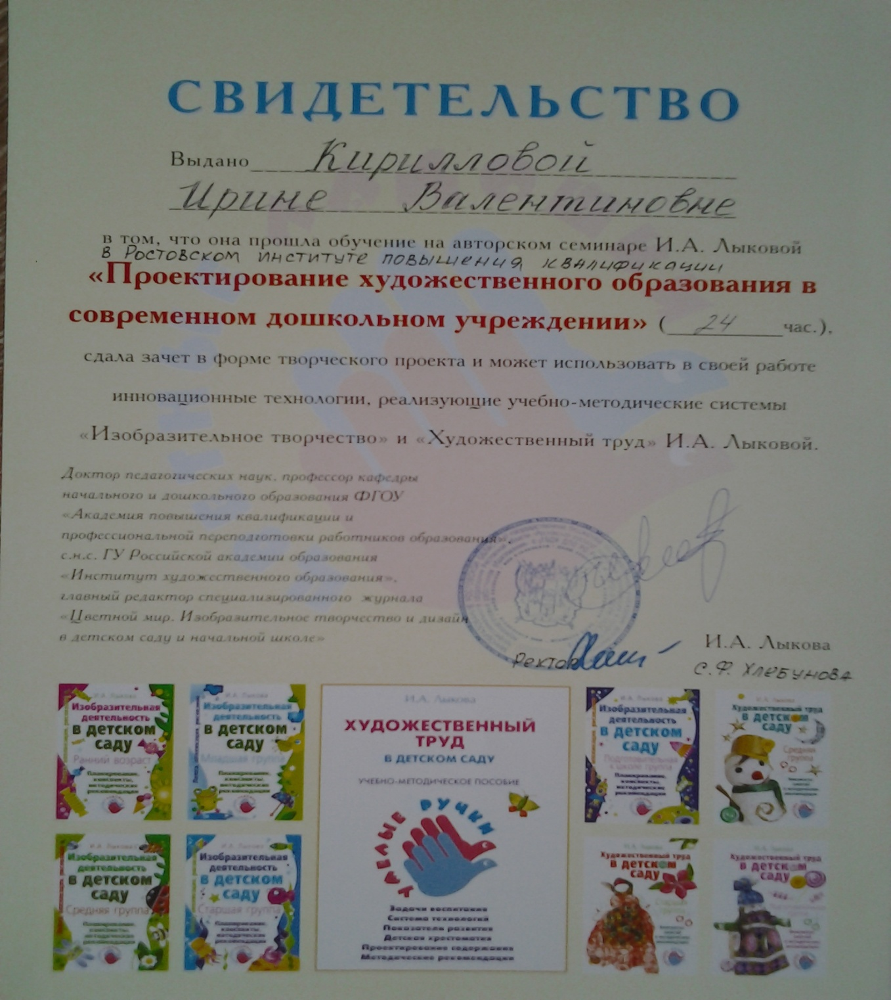 СВИДЕТЕЛЬСТВО
Выдано Кирилловой
Ирине Валентиновне
в том, что она прошла обучение на авторском семинаре И.А. Лыковой
в Ростовском институте повышения квалификации
«Проектирование художественного образования в
современном дошкольном учреждении» ( 24 час.),
сдала зачет в форме творческого проекта и может использовать в своей работе
инновационные технологии, реализующие учебно-методические системы
«Изобразительное творчество» и «Художественный труд» И.А. Лыковой.
Доктор педагогических наук, профессор кафедры
начального и дошкольного образования ФГОУ
«Академия повышения квалификации и
профессиональной переподготовки работников образования»,
с.н.с. ГУ Российской академии образования
«Институт художественного образования»,
главный редактор специализированного журнала
«Цветной мир. Изобразительное творчество и дизайн
в детском саду и начальной школе»
И.А. Лыкова
Ректор
С.Ф. Хлебунова
И.А. Лыкова
Изобразительная
деятельность
в детском
саду
Ранний возраст
Планирование,
конспекты,
методические
рекомендации
И.А. Лыкова
Изобразительная
деятельность
в детском
саду
Младшая группа
Планирование,
конспекты,
методические
рекомендации
И.А. Лыкова
ХУДОЖЕСТВЕННЫЙ
ТРУД
В ДЕТСКОМ САДУ
УЧЕБНО-МЕТОДИЧЕСКОЕ ПОСОБИЕ
УМЕЛЫЕ РУЧКИ
Задачи воспитания
Система технологий
Показатели развития
Детская хрестоматия
Проектирование содержания
Методические рекомендации
И.А. Лыкова
Изобразительная
деятельность
в детском
саду
Подготовительная
к школе группа
Планирование,
конспекты,
методические
рекомендации
И.А. Лыкова
Художественный труд
в детском
саду
Средняя
группа
И.А. Лыкова
Изобразительная
деятельность
в детском
саду
Средняя группа
Планирование,
конспекты,
методические
рекомендации
И.А. Лыкова
Изобразительная
деятельность
в детском
саду
Старшая группа
Планирование,
конспекты,
методические
рекомендации
И.А. Лыкова
Художественный труд
в детском
саду
И.А. Лыкова
Художественный труд
в детском
саду